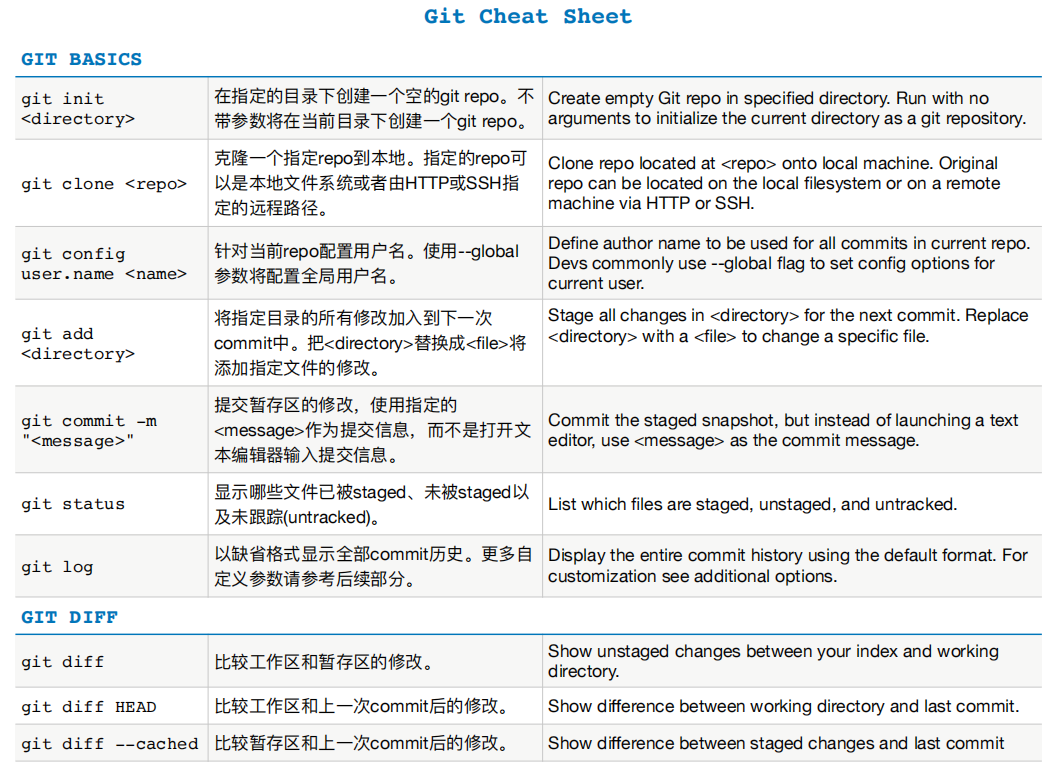 Git Cheat Sheet
GIT BASICS
git init
<directory>
在指定的目录下创建一个空的git repo。不
带参数将在当前目录下创建一个git repo。
Create empty Git repo in specified directory. Run with no
arguments to initialize the current directory as a git repository.
git clone <repo>
克隆一个指定repo到本地。指定的repo可
以是本地文件系统或者由HTTP或SSH指
定的远程路径。
Clone repo located at <repo> onto local machine. Original
repo can be located on the local filesystem or on a remote
machine via HTTP or SSH.
git config
user.name <name>
针对当前repo配置用户名。使用--global
参数将配置全局用户名。
Define author name to be used for all commits in current repo.
Devs commonly use --global flag to set config options for
current user.
git add
<directory>
将指定目录的所有修改加入到下一次
commit中。把<directory>替换成<file>将
添加指定文件的修改。
Stage all changes in <directory> for the next commit. Replace
<directory> with a <file> to change a specific file.
git commit -m
"<message>"
提交暂存区的修改，使用指定的
<message>作为提交信息，而不是打开文
本编辑器输入提交信息。
Commit the staged snapshot, but instead of launching a text
editor, use <message> as the commit message.
git status
显示哪些文件已被staged、未被staged以
及未跟踪(untracked)。
List which files are staged, unstaged, and untracked.
git log
以缺省格式显示全部commit历史。更多自
定义参数请参考后续部分。
Display the entire commit history using the default format. For
customization see additional options.
GIT DIFF
git diff
比较工作区和暂存区的修改。
Show unstaged changes between your index and working
directory.
git diff HEAD
比较工作区和上一次commit后的修改。
Show difference between working directory and last commit.
git diff --cached
比较暂存区和上一次commit后的修改。
Show difference between staged changes and last commit